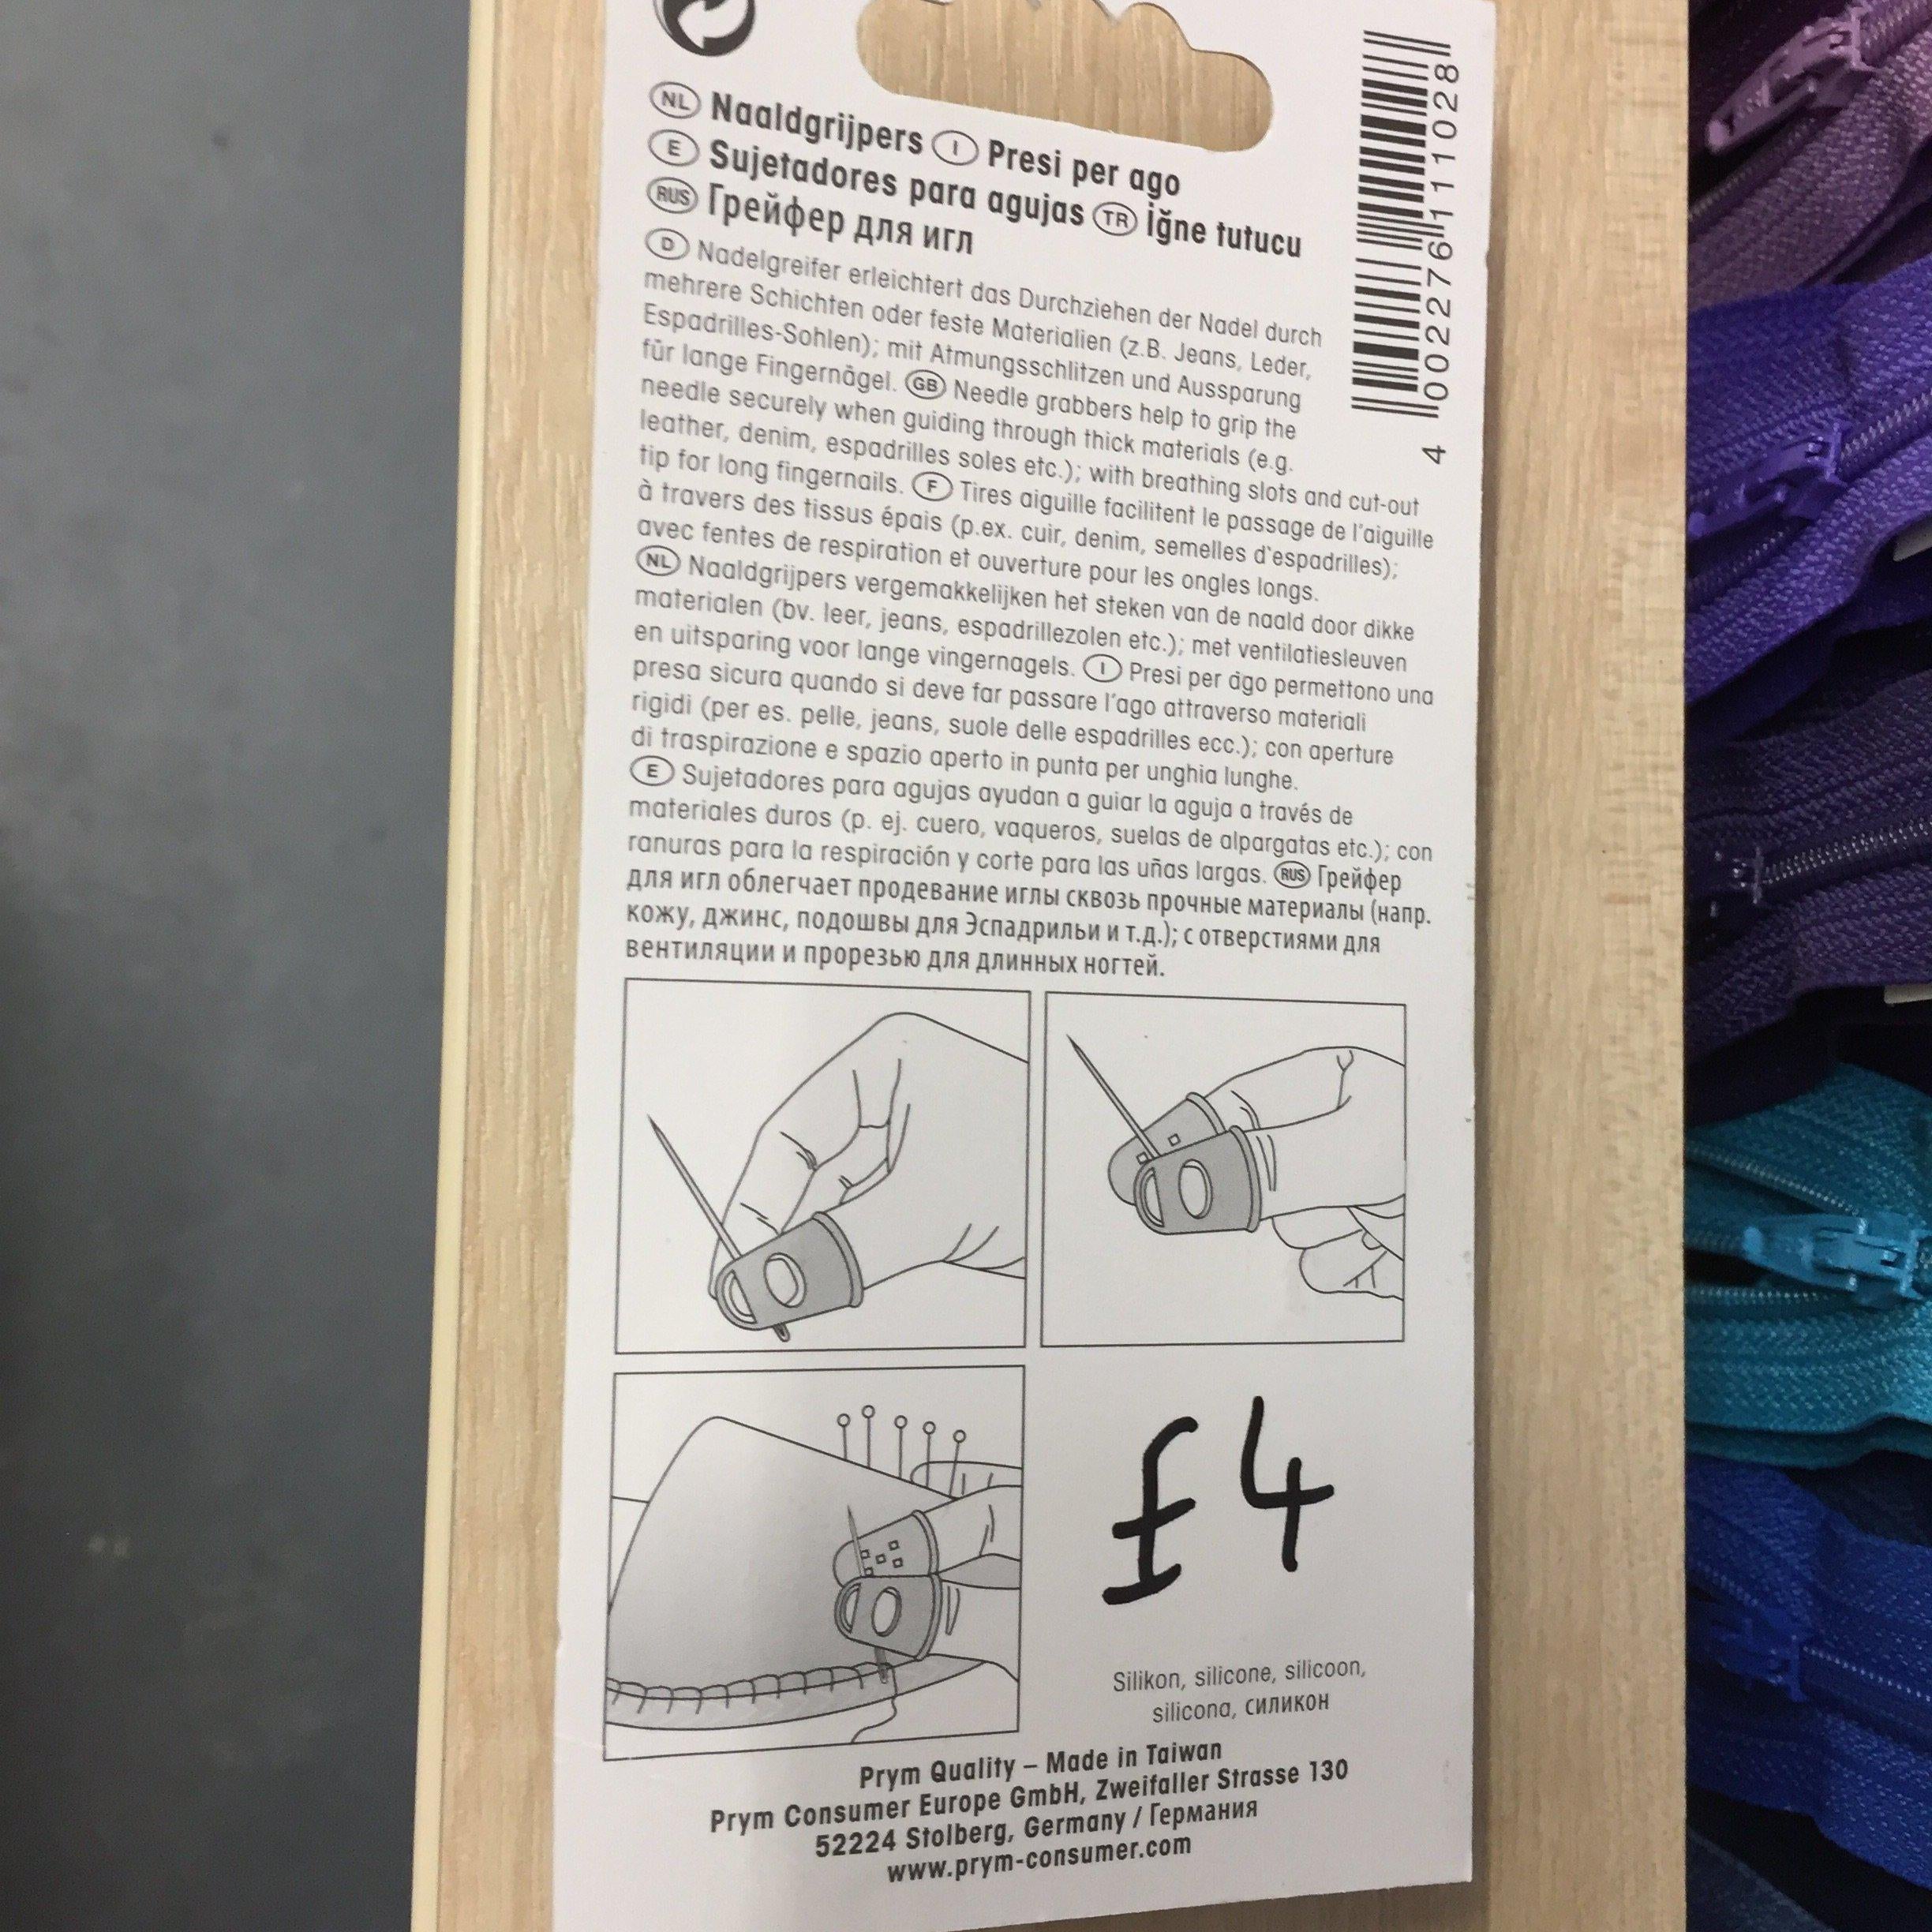 NL Naaldgrijpers I Presi per ago
E Sujetadores para agujas TR İğne tutucu
RUS Грейфер для игл
D Nadelgreifer erleichtert das Durchziehen der Nadel durch
mehrere Schichten oder feste Materialien (z.B. Jeans, Leder,
Espadrilles-Sohlen); mit Atmungsschlitzen und Aussparung
für lange Fingernägel. GB Needle grabbers help to grip the
needle securely when guiding through thick materials (e.g.
leather, denim, espadrilles soles etc.); with breathing slots and cut-out
tip for long fingernails. F Tires aiguille facilitent le passage de l'aiguille
à travers des tissus épais (p.ex. cuir, denim, semelles d'espadrilles);
avec fentes de respiration et ouverture pour les ongles longs.
NL Naaldgrijpers vergemakkelijken het steken van de naald door dikke
materialen (bv. leer, jeans, espadrillezolen etc.); met ventilatiesleuven
en uitsparing voor lange vingernagels. I Presi per ago permettono una
presa sicura quando si deve far passare l'ago attraverso materiali
rigidi (per es. pelle, jeans, suole delle espadrilles ecc.); con aperture
di traspirazione e spazio aperto in punta per unghia lunghe.
E Sujetadores para agujas ayudan a guiar la aguja a través de
materiales duros (p. ej. cuero, vaqueros, suelas de alpargatas etc.); con
ranuras para la respiración y corte para las uñas largas. RUS Грейфер
для игл облегчает продевание иглы сквозь прочные материалы (напр.
кожу, джинс, подошвы для Эспадрильи и т.д.); с отверстиями для
вентиляции и прорезью для длинных ногтей.
4 002276 111028
£4
Silikon, silicone, silicoon,
silicona, силикон
Prym Quality – Made in Taiwan
Prym Consumer Europe GmbH, Zweifaller Strasse 130
52224 Stolberg, Germany / Германия
www.prym-consumer.com